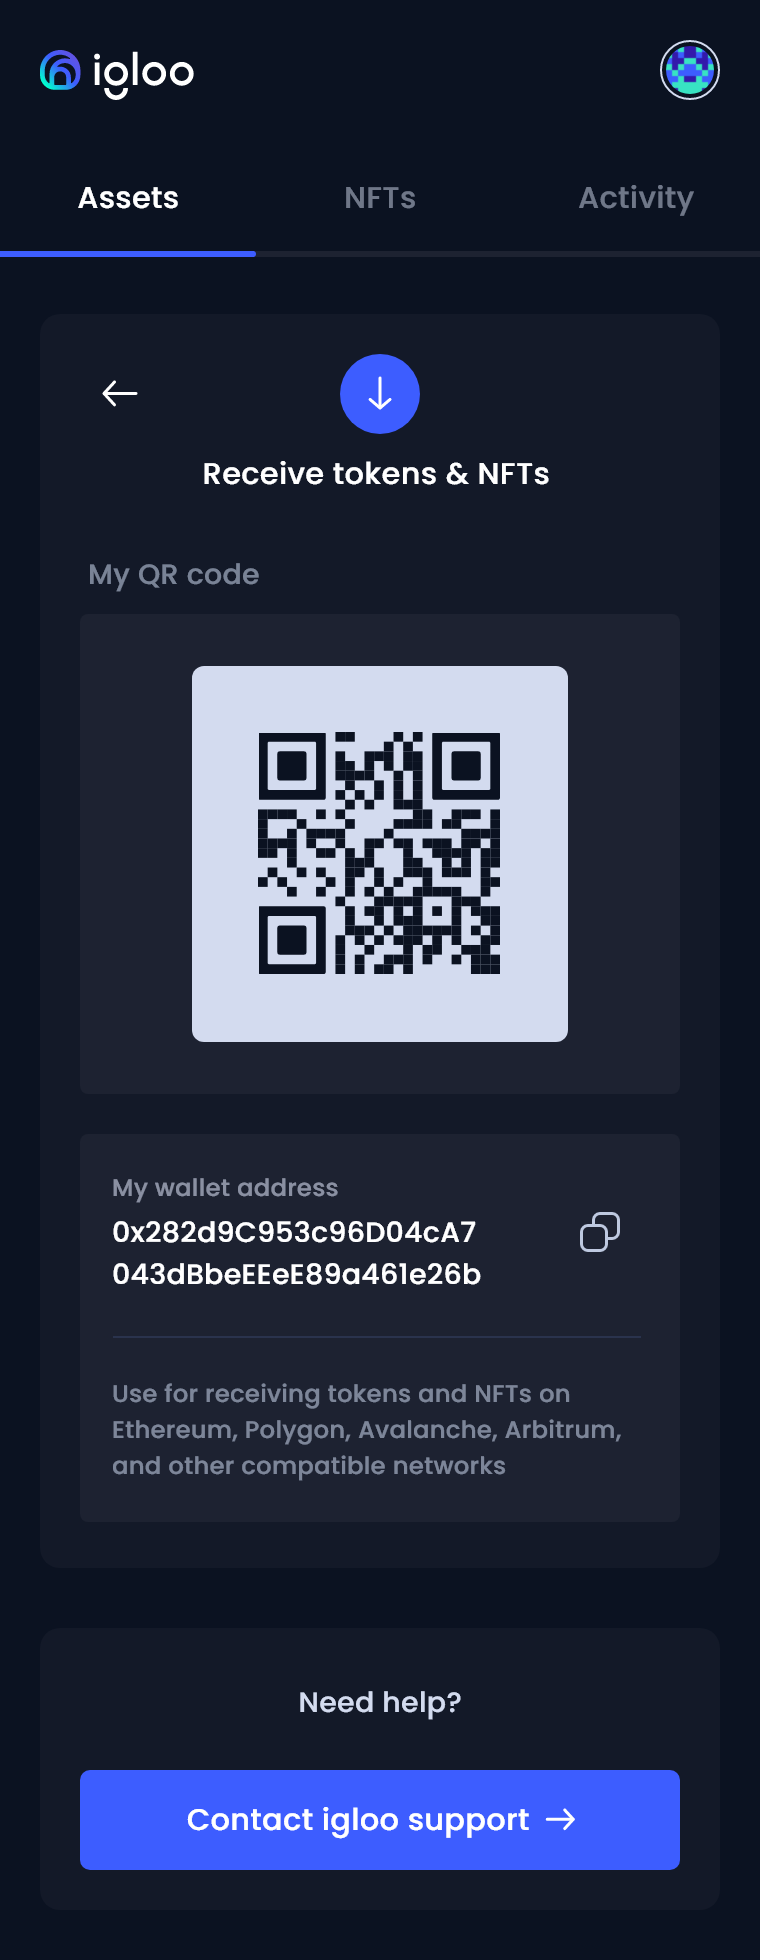 igloo
Assets
NFTs
Activity
Receive tokens & NFTs
My QR code
My wallet address
0x282d9C953c96D04cA7
043dBbeEEeE89a461e26b
Use for receiving tokens and NFTs on
Ethereum, Polygon, Avalanche, Arbitrum,
and other compatible networks
Need help?
Contact igloo support →